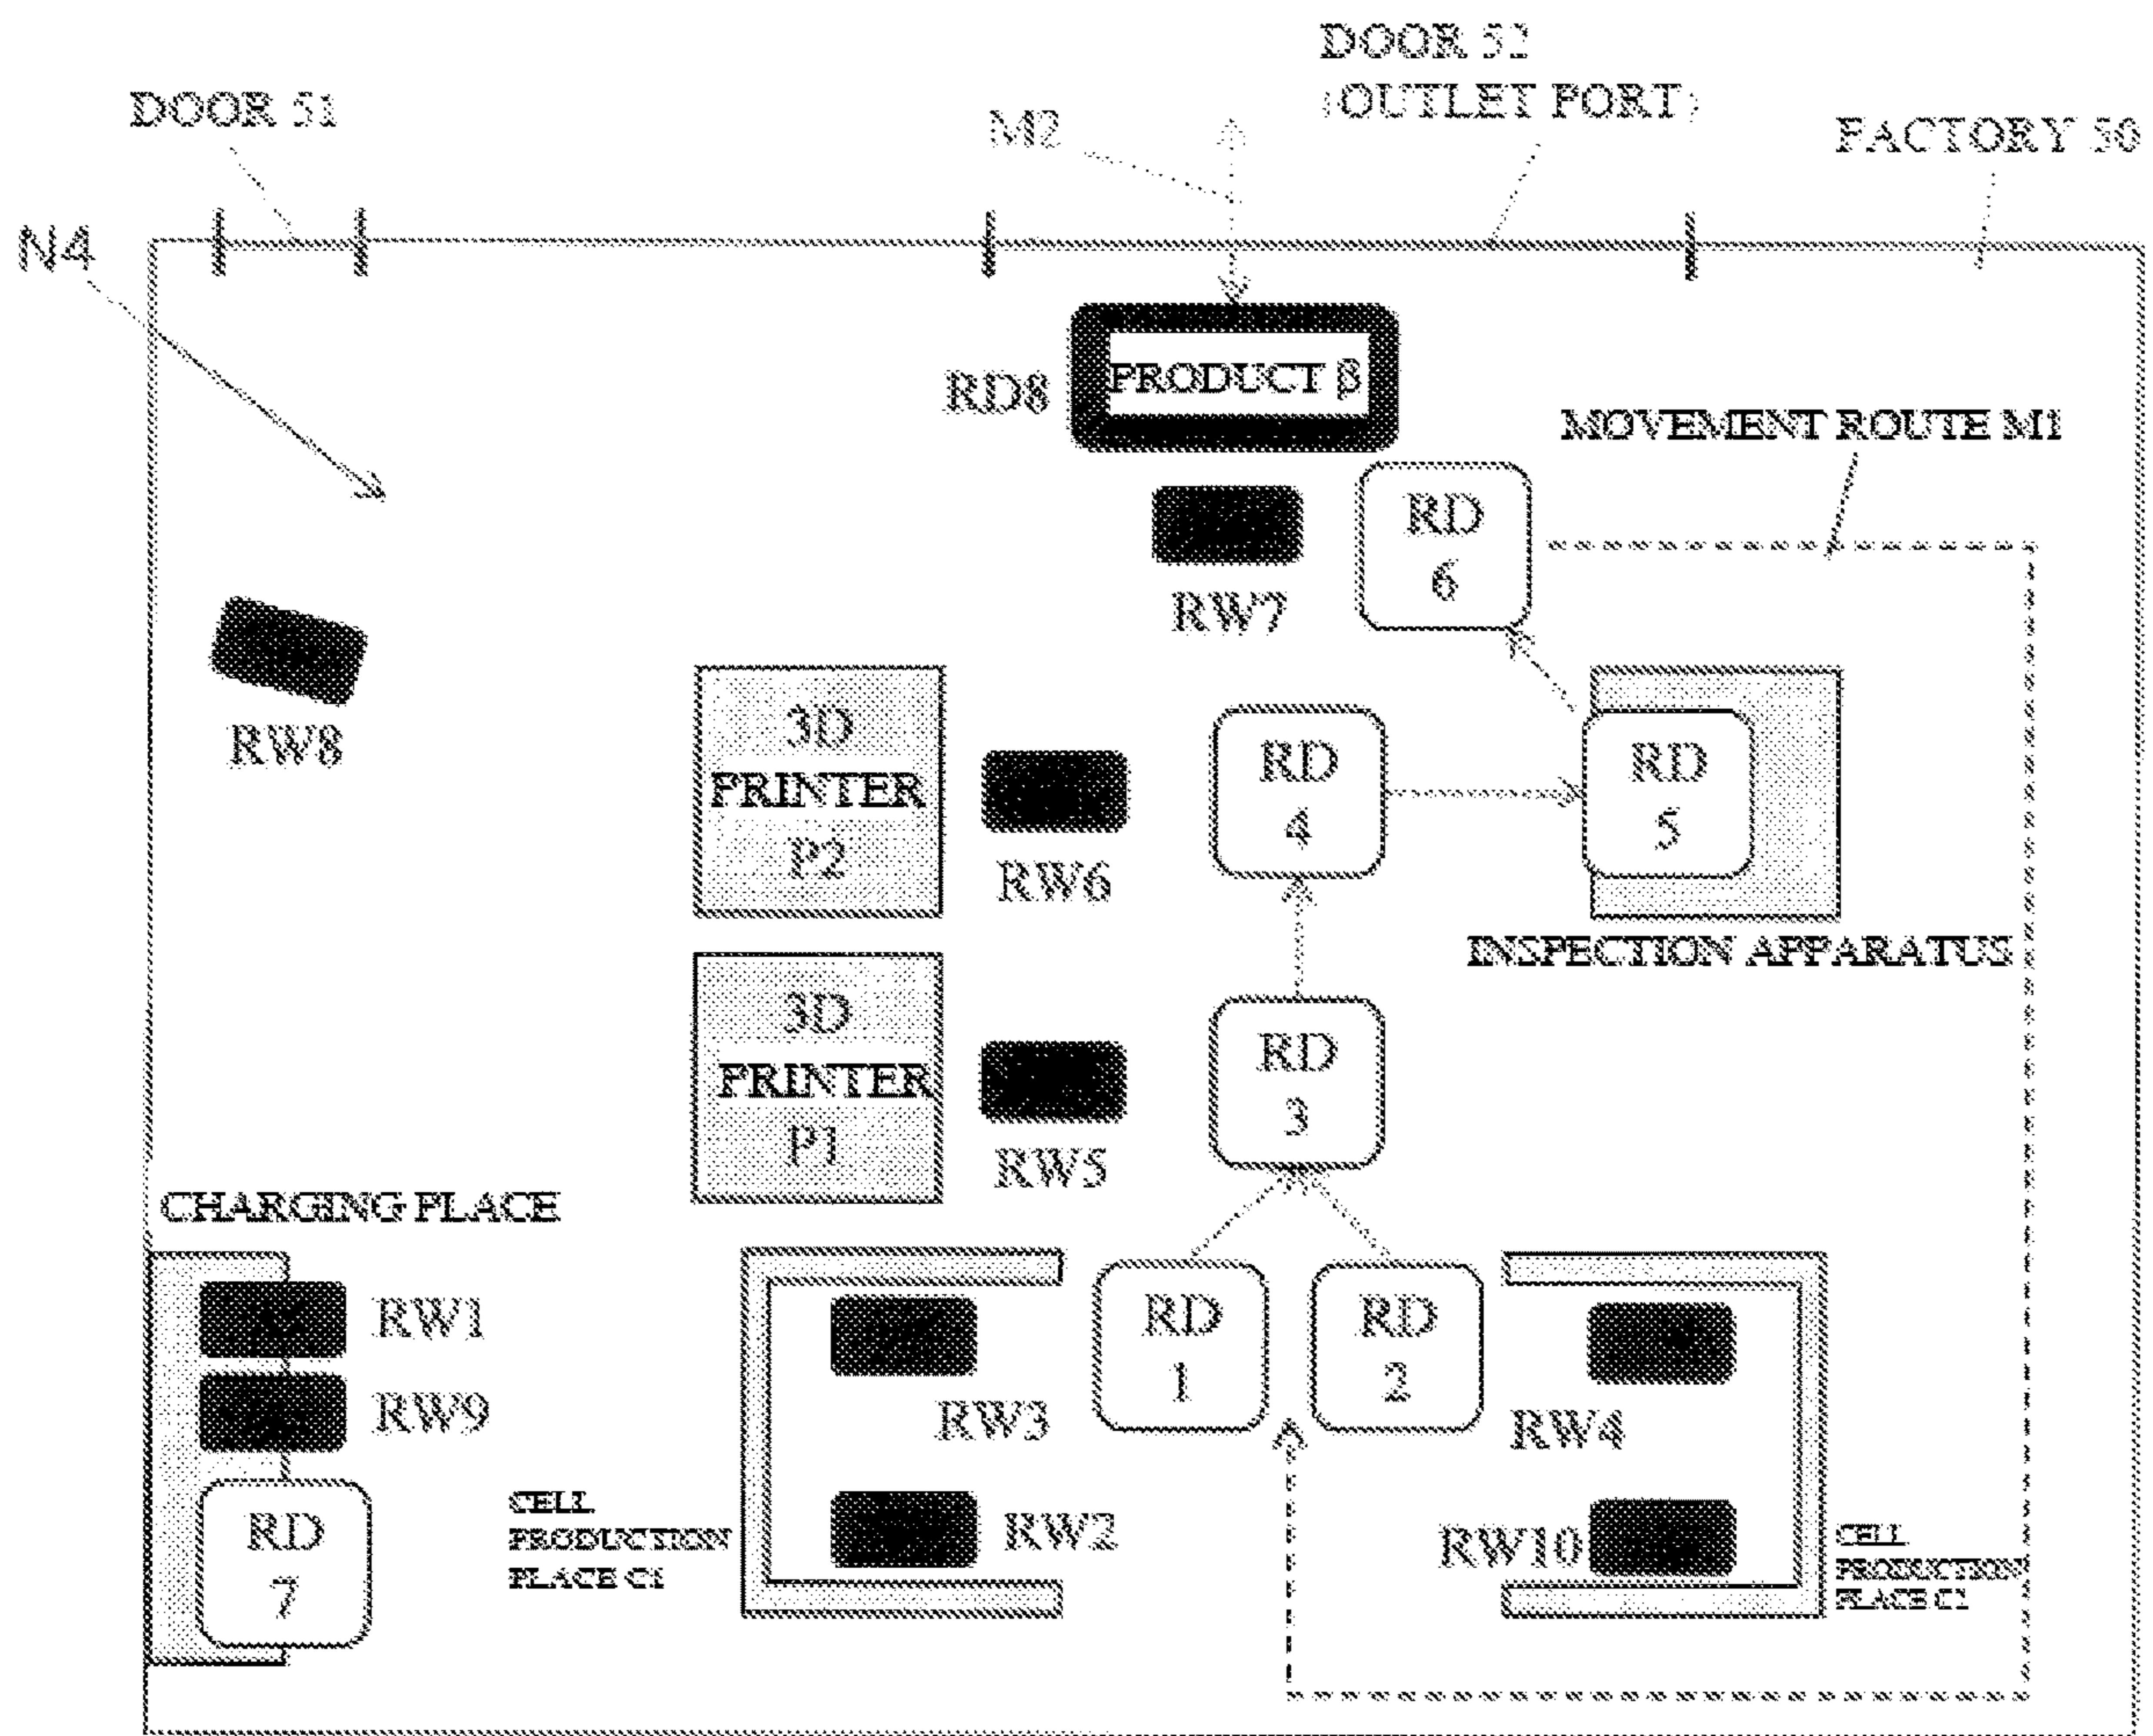 DOOR 52
(OUTLET PORT)
DOOR 51
M2
FACTORY 50
N4
RD8
PRODUCT β
MOVEMENT ROUTE M1
RD
6
RW7
RW8
3D
PRINTER
P2
RW6
RD
4
RD
5
INSPECTION APPARATUS
3D
PRINTER
P1
RW5
RD
3
CHARGING PLACE
RW1
RW9
RD
7
CELL
PRODUCTION
PLACE C1
RW3
RW2
RD
1
RD
2
RW4
RW10
CELL
PRODUCTION
PLACE C2